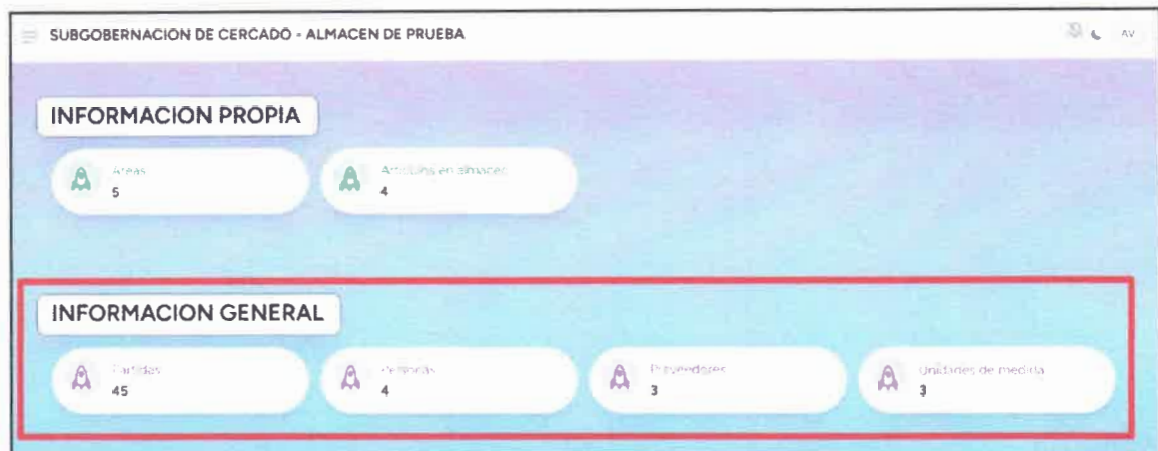 SUBGOBERNACION DE CERCADO - ALMACEN DE PRUEBA
AV
INFORMACION PROPIA
Areas
5
Articulos en almacen
4
INFORMACION GENERAL
Partidas
45
4
Proveedores
3
Unidades de medida
3